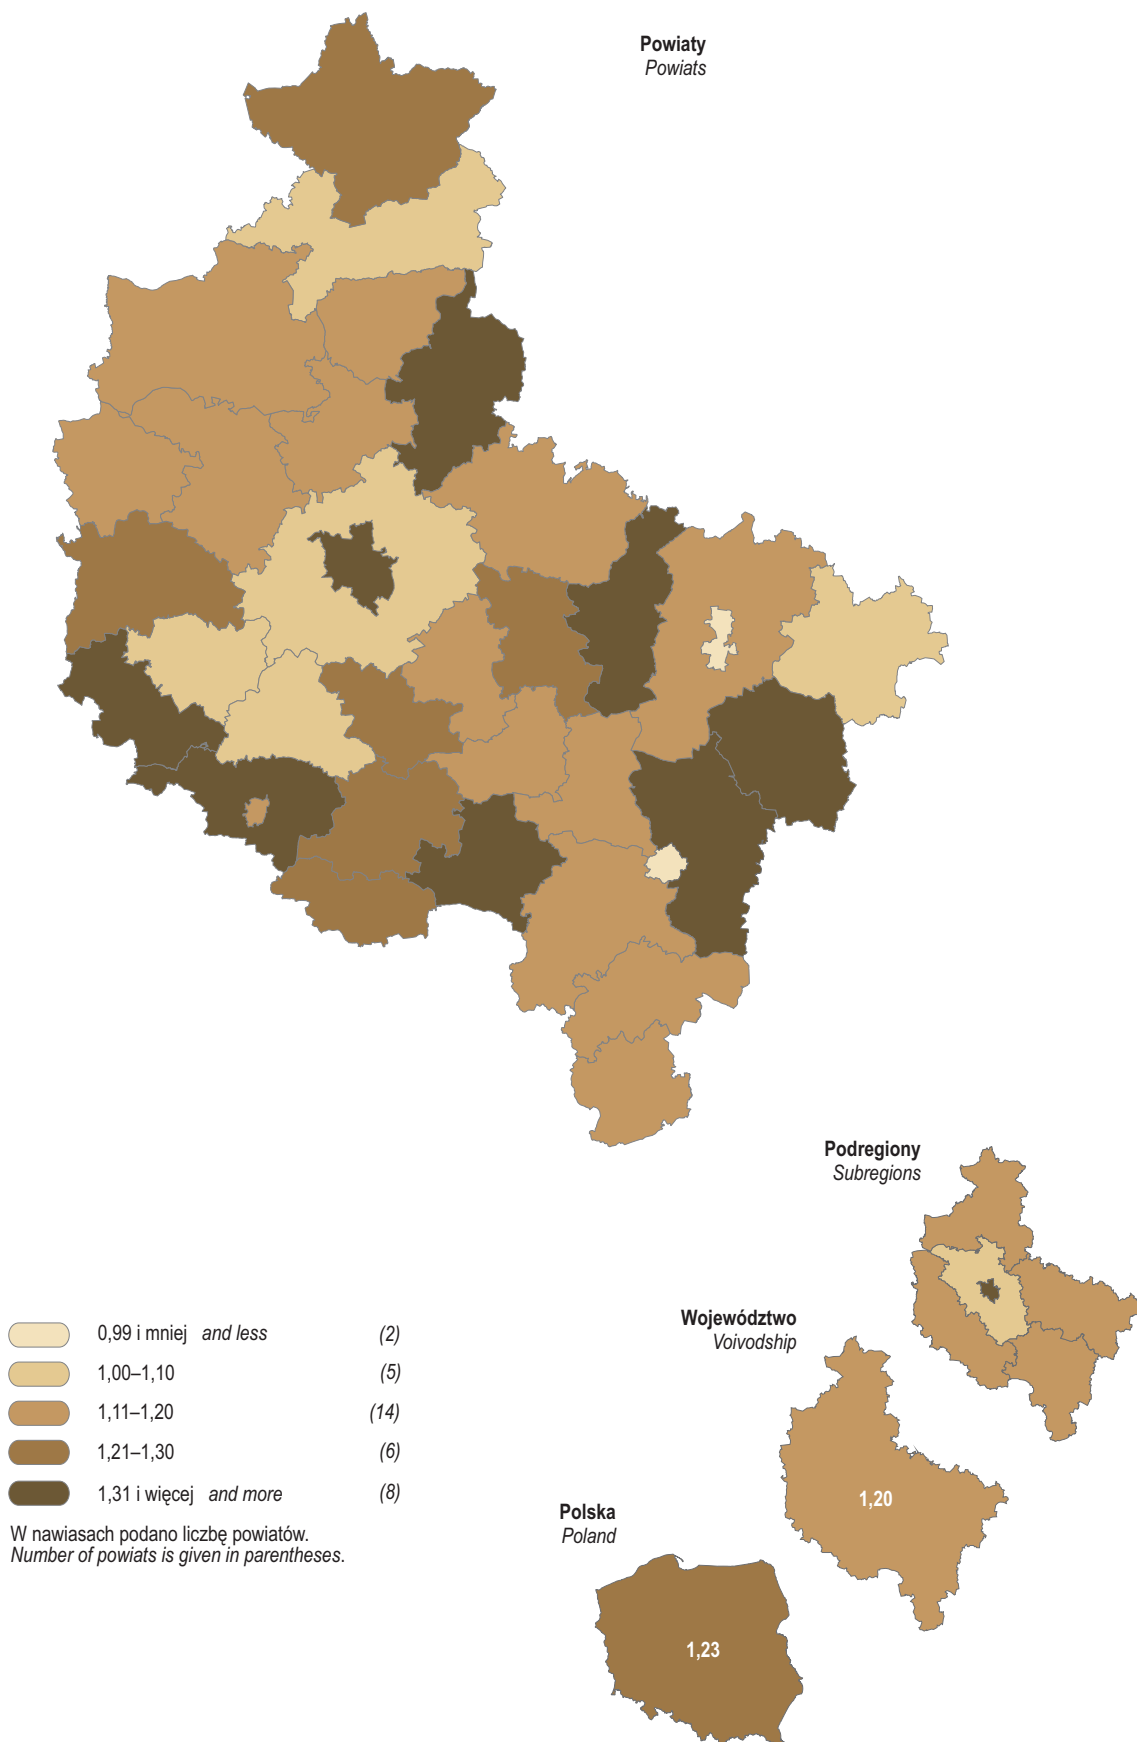 Powiaty
Powiats
Podregiony
Subregions
Województwo
Voivodship
1,20
Polska
Poland
1,23
0,99 i mniej and less (2)
1,00–1,10 (5)
1,11–1,20 (14)
1,21–1,30 (6)
1,31 i więcej and more (8)
W nawiasach podano liczbę powiatów.
Number of powiats is given in parentheses.